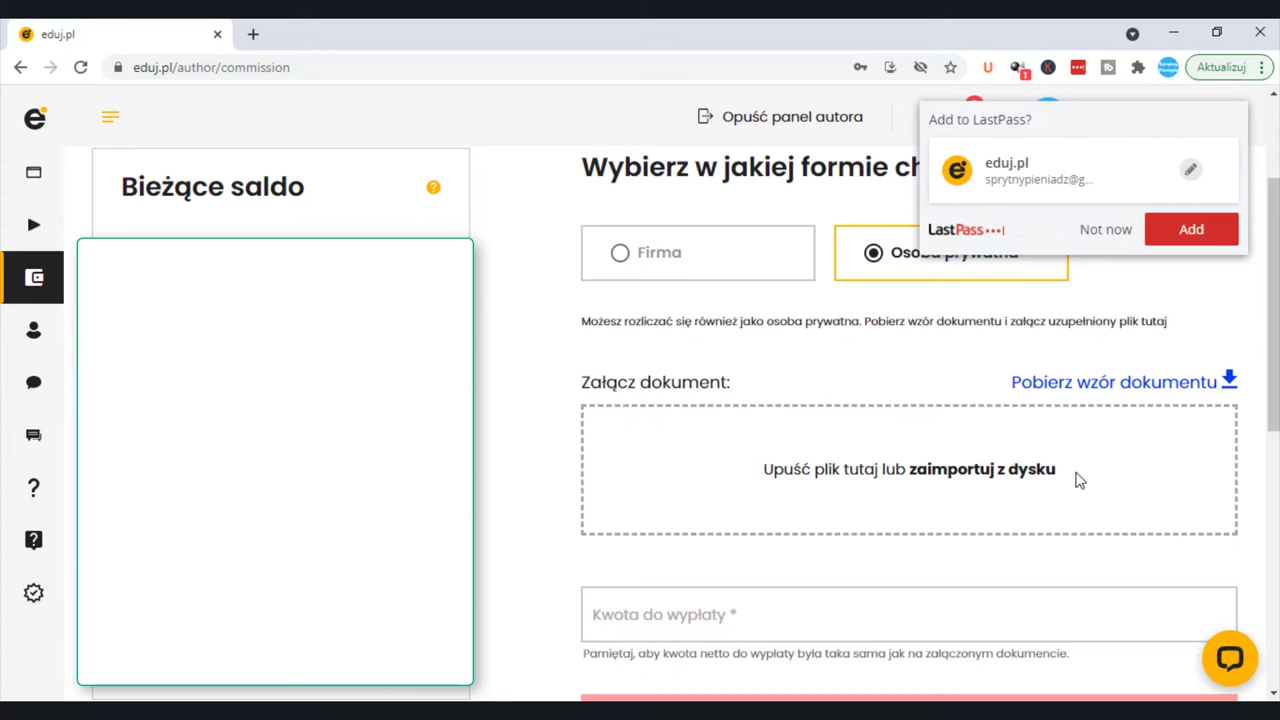 eduj.pl
eduj.pl/author/commission
1
Aktualizuj
Opuść panel autora
Add to LastPass?
eduj.pl
sprytnypieniadz@g...
LastPass
Not now
Add
Bieżące saldo
Wybierz w jakiej formie
Firma
Możesz rozliczać się również jako osoba prywatna. Pobierz wzór dokumentu i załącz uzupełniony plik tutaj
Załącz dokument:
Pobierz wzór dokumentu
Upuść plik tutaj lub zaimportuj z dysku
Kwota do wypłaty *
Pamiętaj, aby kwota netto do wypłaty była taka sama jak na załączonym dokumencie.